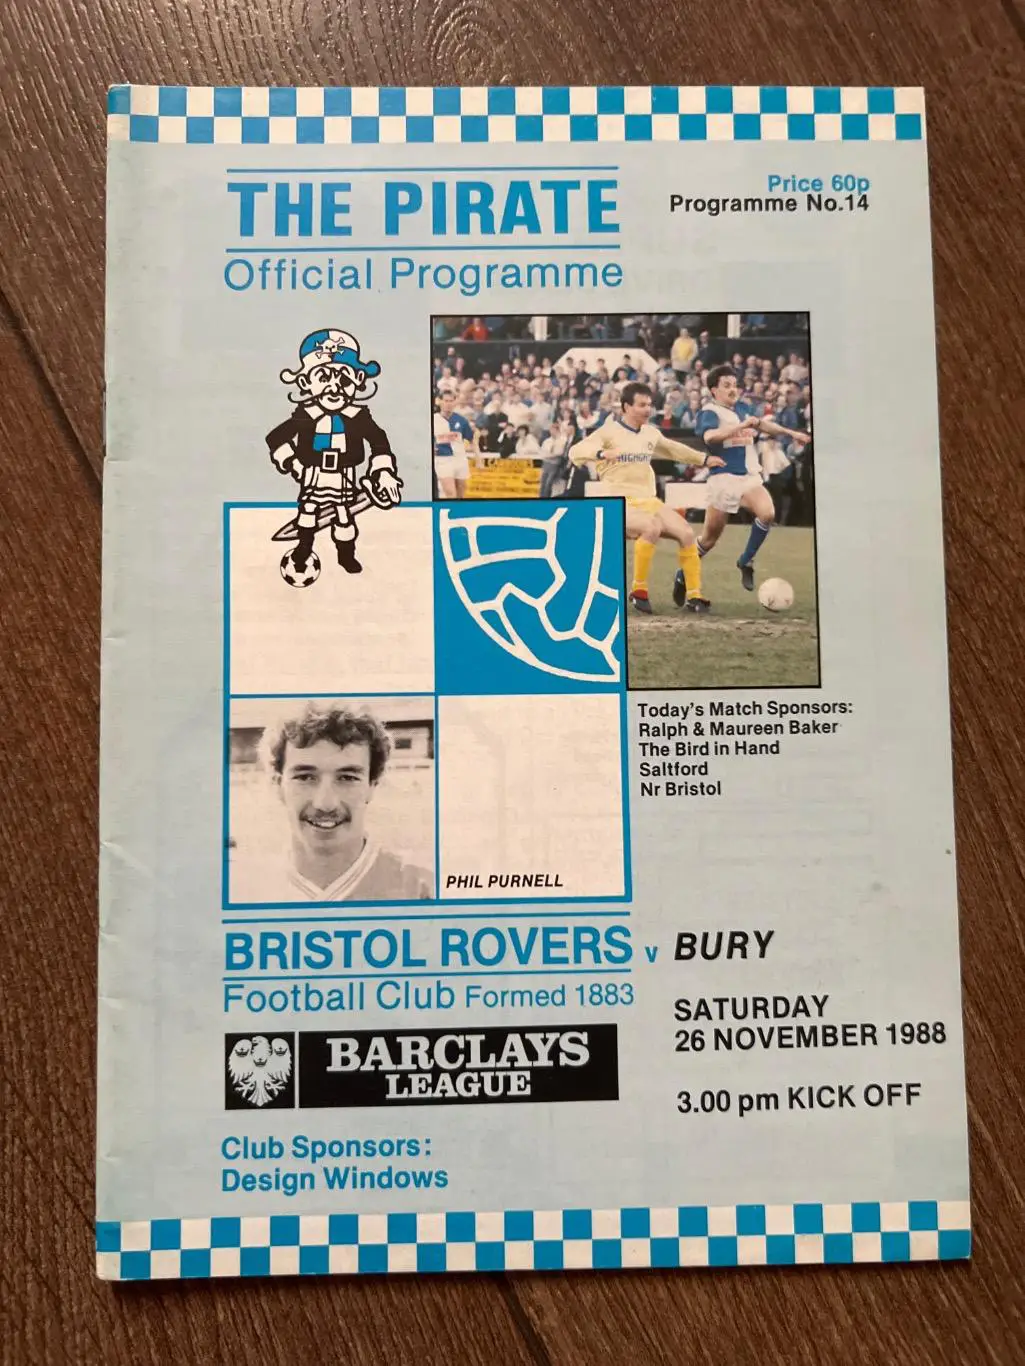 THE PIRATE
Official Programme
Price 60p
Programme No.14
Today's Match Sponsors:
Ralph & Maureen Baker
The Bird in Hand
Saltford
Nr Bristol
PHIL PURNELL
BRISTOL ROVERS v BURY
Football Club Formed 1883
SATURDAY
26 NOVEMBER 1988
3.00 pm KICK OFF
BARCLAYS
LEAGUE
Club Sponsors:
Design Windows